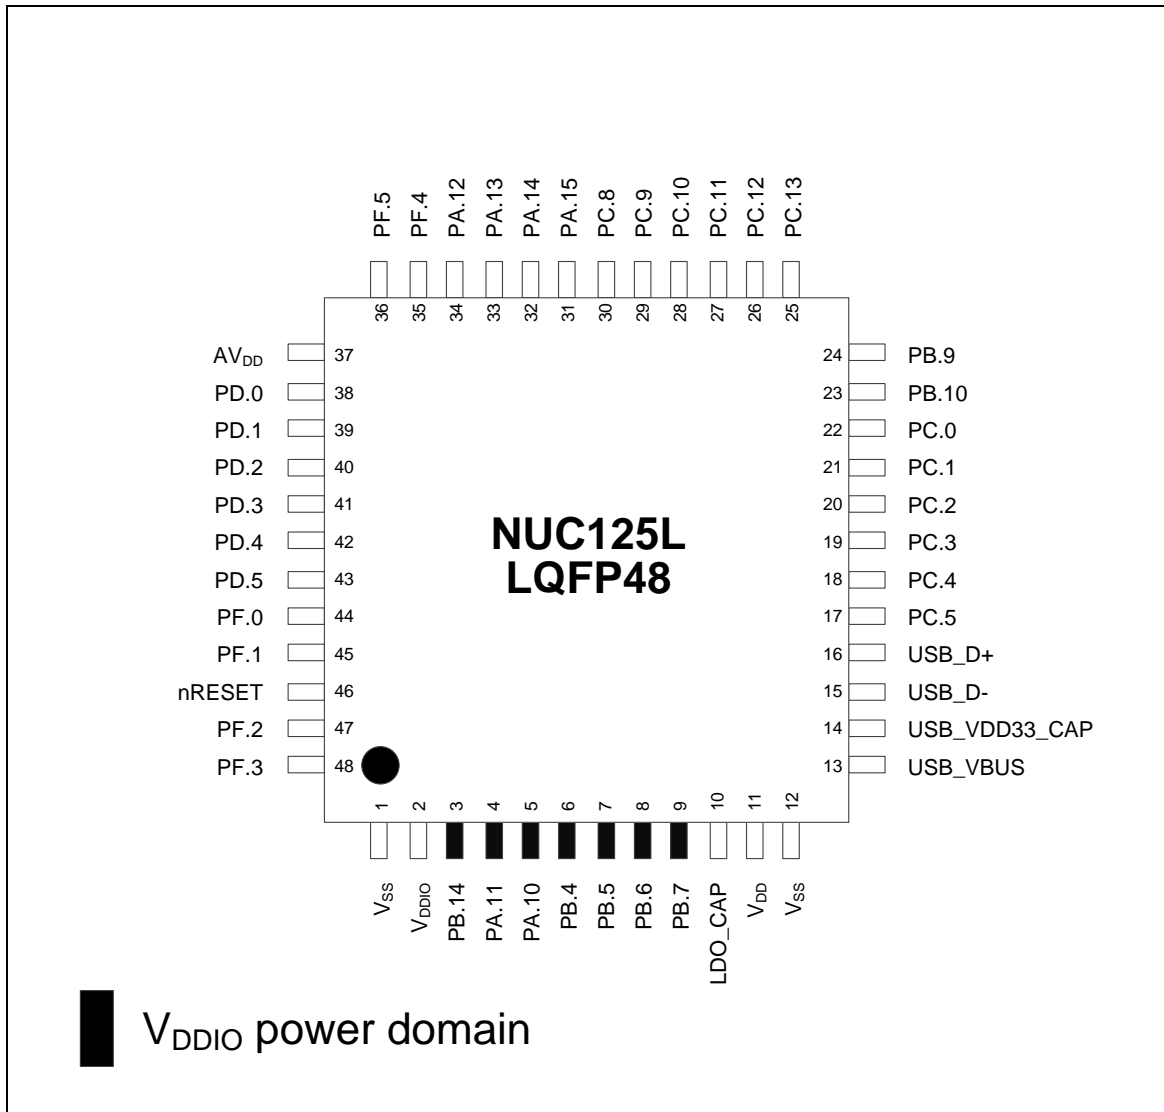 PF.5
PF.4
PA.12
PA.13
PA.14
PA.15
PC.8
PC.9
PC.10
PC.11
PC.12
PC.13
36
35
34
33
32
31
30
29
28
27
26
25
AVDD
37
PD.0
38
PD.1
39
PD.2
40
PD.3
41
PD.4
42
PD.5
43
PF.0
44
PF.1
45
nRESET
46
PF.2
47
PF.3
48
NUC125L
LQFP48
24
PB.9
23
PB.10
22
PC.0
21
PC.1
20
PC.2
19
PC.3
18
PC.4
17
PC.5
16
USB_D+
15
USB_D-
14
USB_VDD33_CAP
13
USB_VBUS
1
2
3
4
5
6
7
8
9
10
11
12
VSS
VDDIO
PB.14
PA.11
PA.10
PB.4
PB.5
PB.6
PB.7
LDO_CAP
VDD
VSS
VDDIO power domain